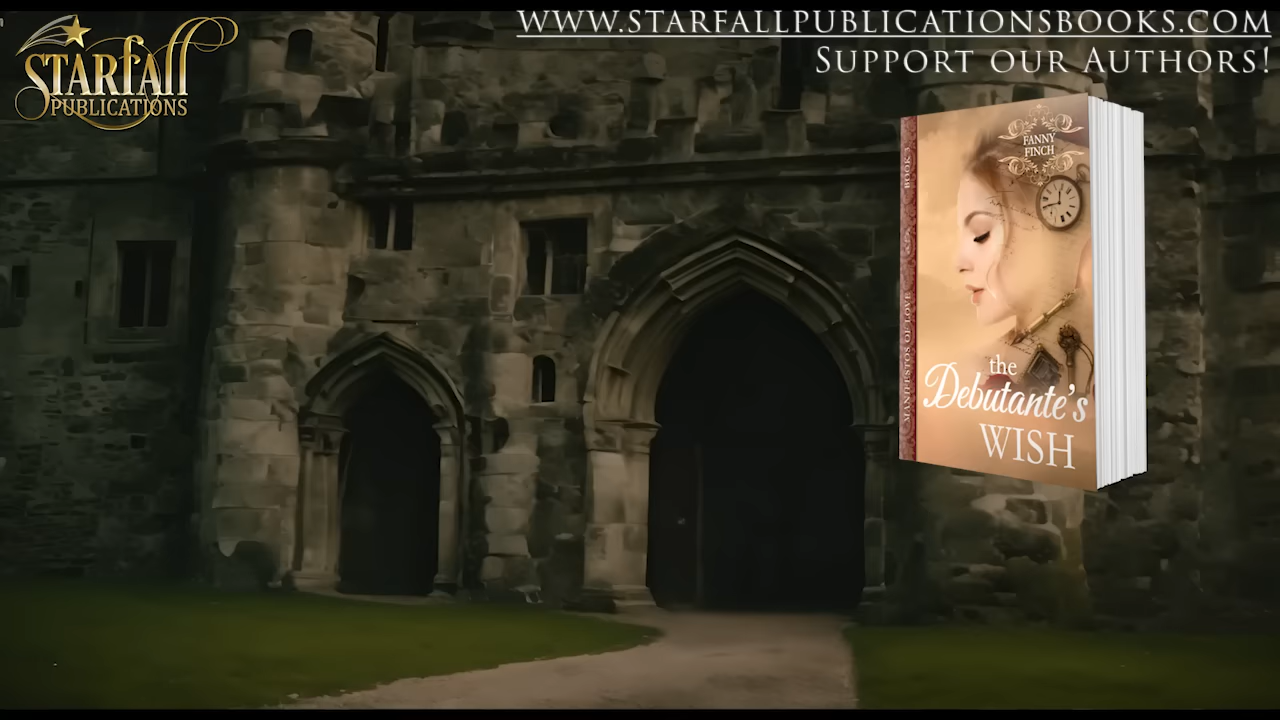 STARfall
PUBLICATIONS
WWW.STARFALLPUBLICATIONSBOOKS.COM
SUPPORT OUR AUTHORS!
FANNY
FINCH
BOOK 3
MANIFESTOS OF LOVE
the
Debutante's
WISH